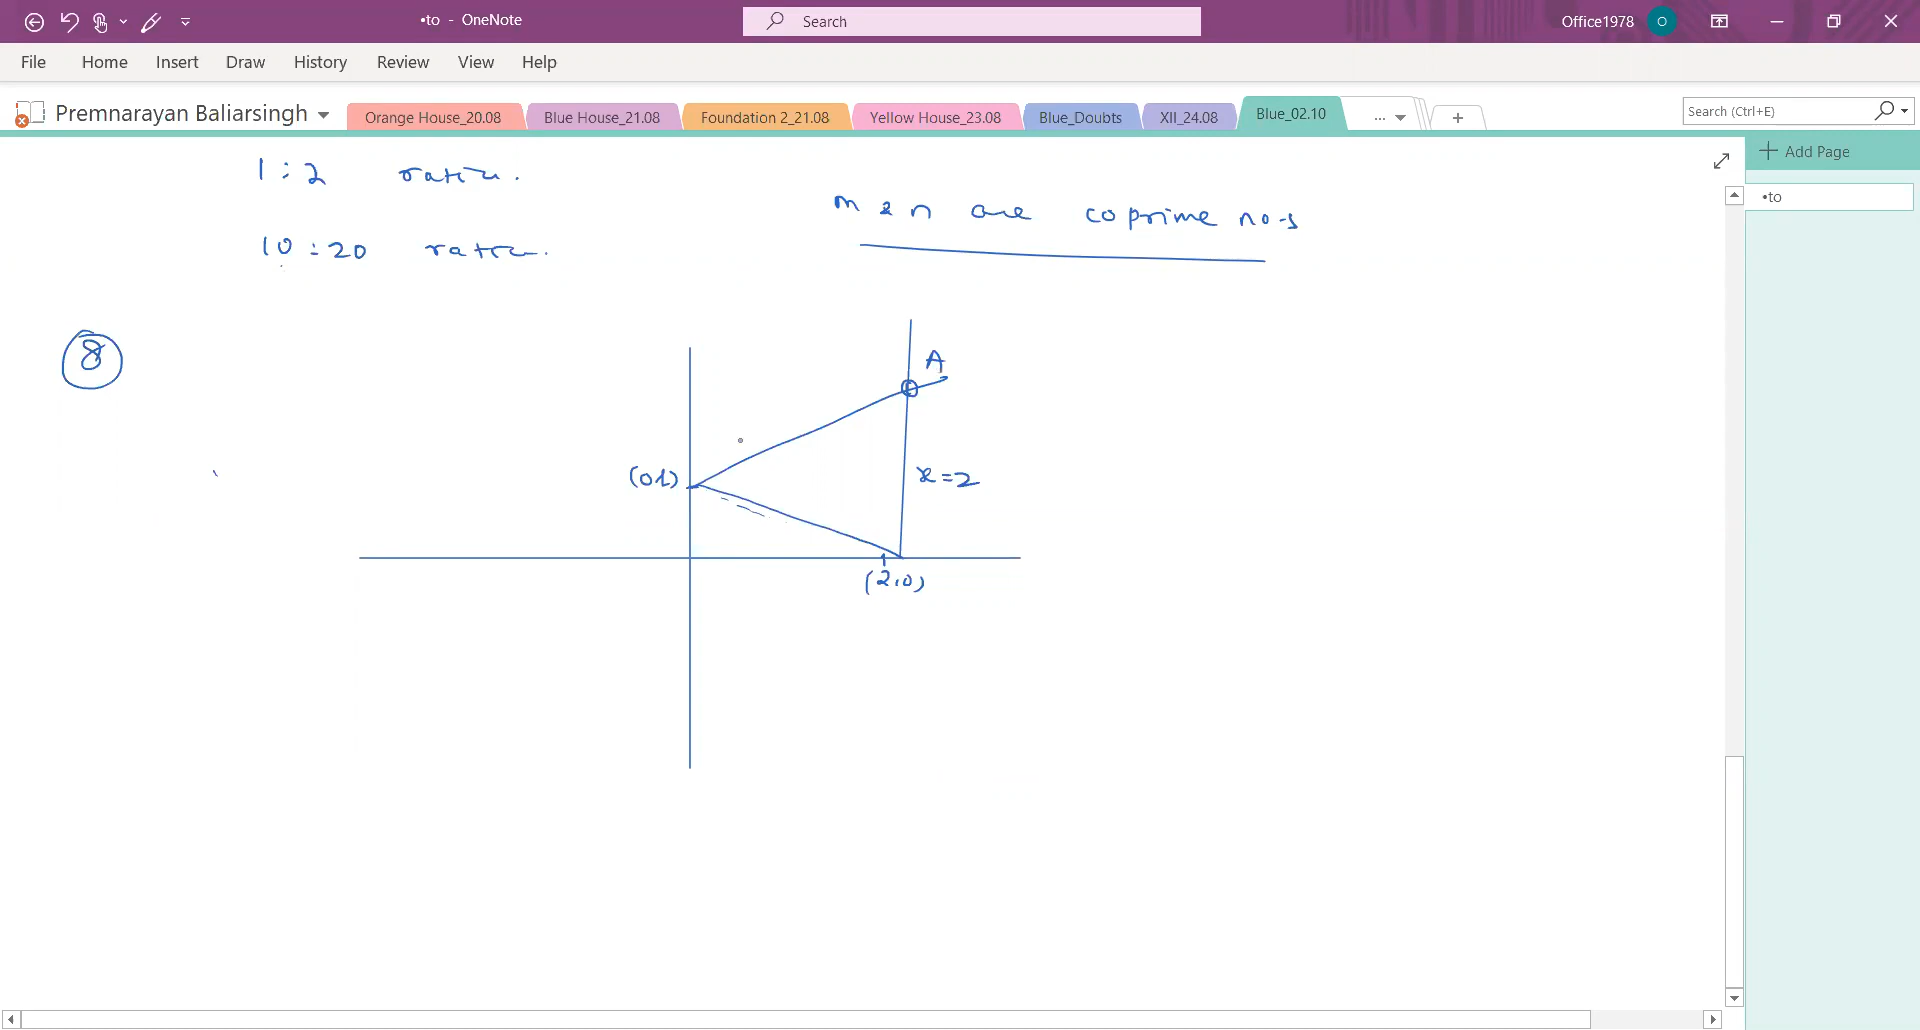 •to - OneNote
Search
Office1978
O
File Home Insert Draw History Review View Help
Premnarayan Baliarsingh
Orange House_20.08
Blue House_21.08
Foundation 2_21.08
Yellow House_23.08
Blue_Doubts
XII_24.08
Blue_02.10
...
+
Search (Ctrl+E)
+ Add Page
•to
1 : 2 ratio.
m & n are coprime no-s
10 : 20 ratio.
8
A
(0,1)
x = 2
(2,0)